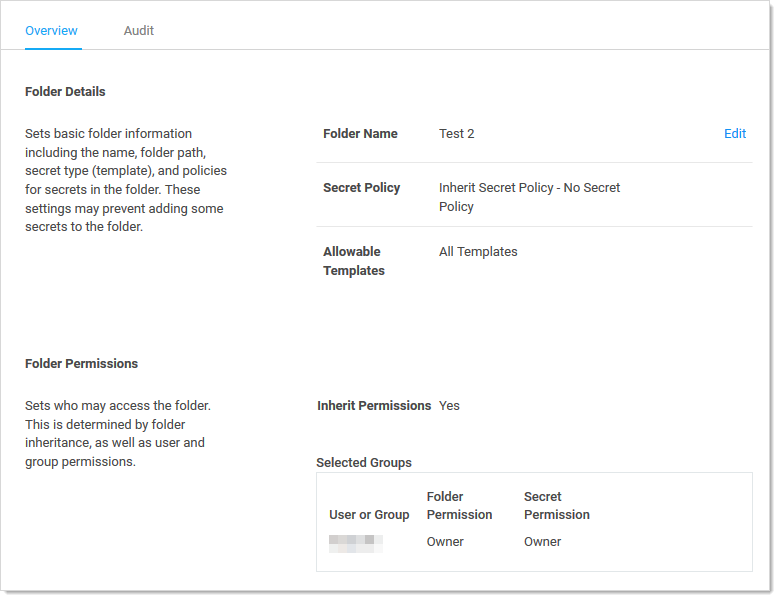 Overview Audit
Folder Details
Sets basic folder information
including the name, folder path,
secret type (template), and policies
for secrets in the folder. These
settings may prevent adding some
secrets to the folder.
Folder Name Test 2 Edit
Secret Policy Inherit Secret Policy - No Secret
Policy
Allowable
Templates
All Templates
Folder Permissions
Sets who may access the folder.
This is determined by folder
inheritance, as well as user and
group permissions.
Inherit Permissions Yes
Selected Groups
User or Group
Folder
Permission
Secret
Permission
Owner Owner